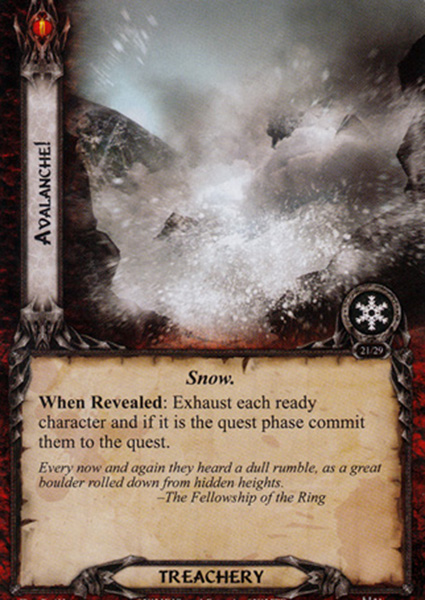 Avalanche!
21/29
Snow.
When Revealed: Exhaust each ready
character and if it is the quest phase commit
them to the quest.
Every now and again they heard a dull rumble, as a great
boulder rolled down from hidden heights.
–The Fellowship of the Ring
TREACHERY